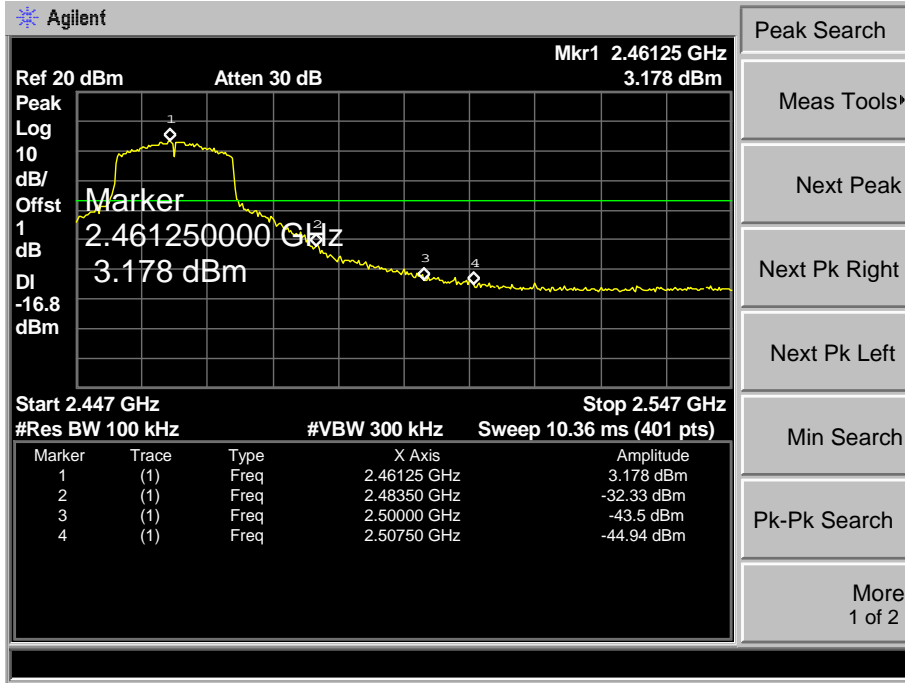 Agilent
Mkr1 2.46125 GHz
Ref 20 dBm Atten 30 dB 3.178 dBm
Peak
Log
10
dB/
Offst
1
dB
DI
-16.8
dBm
1
2
3
4
Marker
2.461250000 GHz
3.178 dBm
Start 2.447 GHz Stop 2.547 GHz
#Res BW 100 kHz #VBW 300 kHz Sweep 10.36 ms (401 pts)
Marker Trace Type X Axis Amplitude
1 (1) Freq 2.46125 GHz 3.178 dBm
2 (1) Freq 2.48350 GHz -32.33 dBm
3 (1) Freq 2.50000 GHz -43.5 dBm
4 (1) Freq 2.50750 GHz -44.94 dBm
Peak Search
Meas Tools
Next Peak
Next Pk Right
Next Pk Left
Min Search
Pk-Pk Search
More
1 of 2